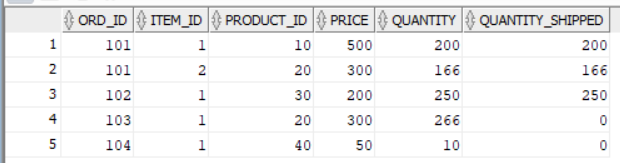 ORD_ID ITEM_ID PRODUCT_ID PRICE QUANTITY QUANTITY_SHIPPED
1 101 1 10 500 200 200
2 101 2 20 300 166 166
3 102 1 30 200 250 250
4 103 1 20 300 266 0
5 104 1 40 50 10 0